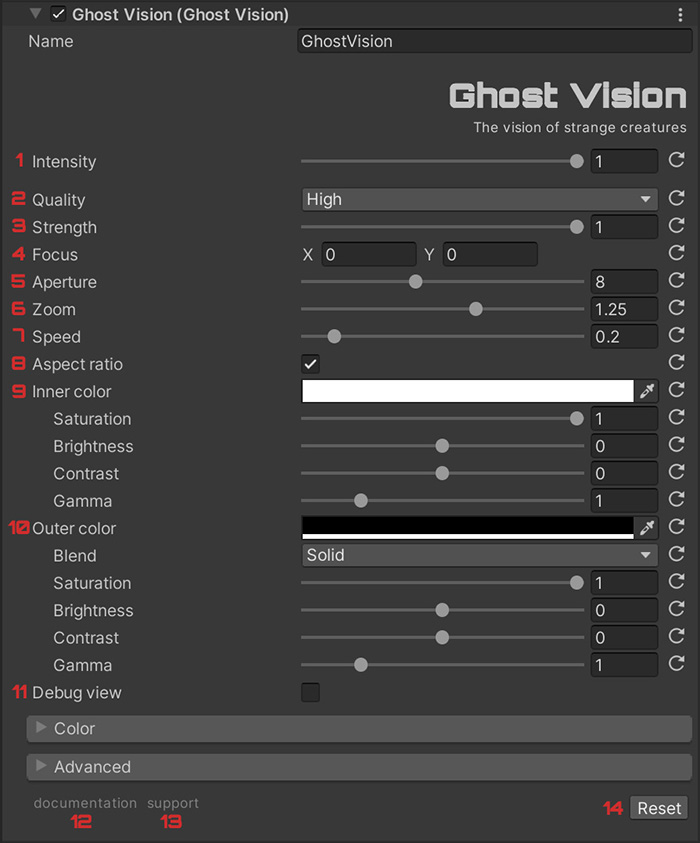 Ghost Vision (Ghost Vision)
Name GhostVision
Ghost Vision
The vision of strange creatures
1 Intensity 1
2 Quality High
3 Strength 1
4 Focus X 0 Y 0
5 Aperture 8
6 Zoom 1.25
7 Speed 0.2
8 Aspect ratio
9 Inner color
Saturation 1
Brightness 0
Contrast 0
Gamma 1
10 Outer color
Blend Solid
Saturation 1
Brightness 0
Contrast 0
Gamma 1
11 Debug view
Color
Advanced
documentation support 14 Reset
12 13